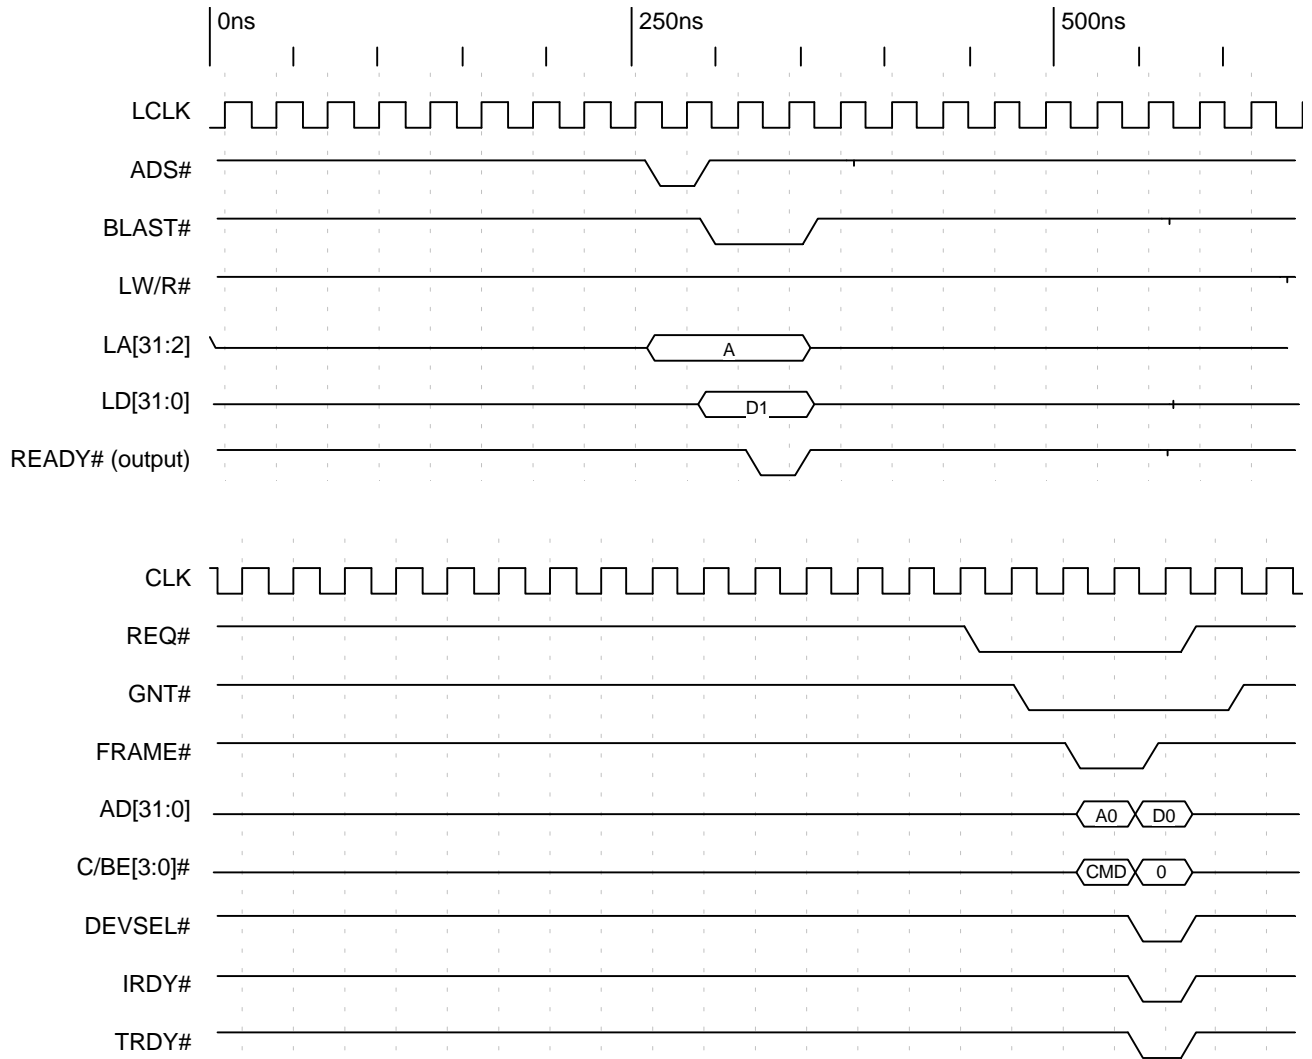 0ns 250ns 500ns
LCLK
ADS#
BLAST#
LW/R#
LA[31:2] A
LD[31:0] D1
READY# (output)
CLK
REQ#
GNT#
FRAME#
AD[31:0] A0 D0
C/BE[3:0]# CMD 0
DEVSEL#
IRDY#
TRDY#